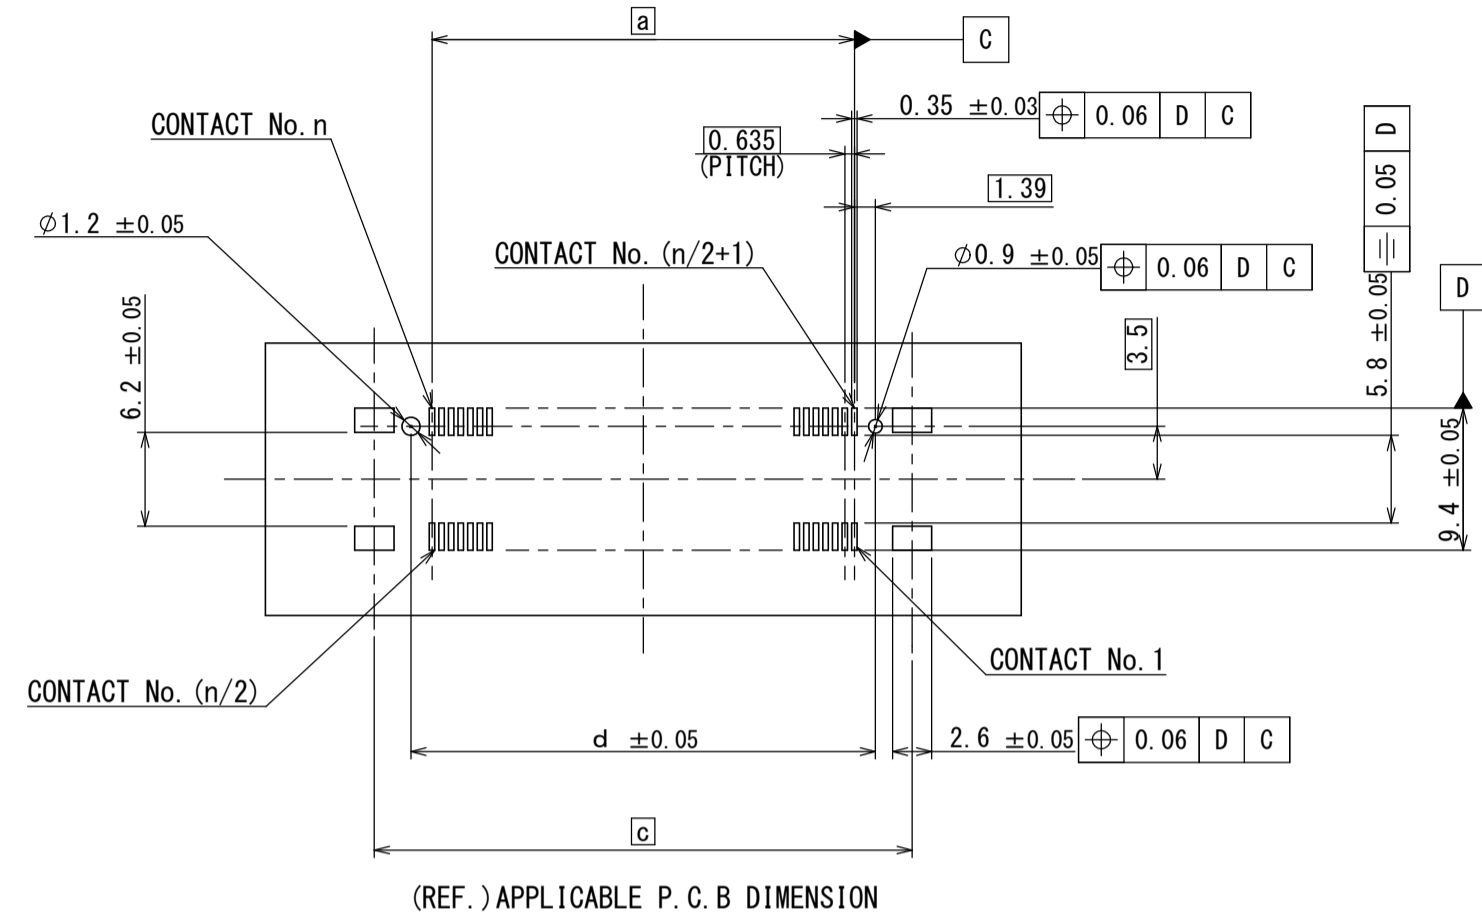 a
C
0.35 ±0.03 ⌖ 0.06 D C
CONTACT No.n
0.635
(PITCH)
⌯ 0.05 D
1.39
∅1.2 ±0.05
CONTACT No.(n/2+1)
∅0.9 ±0.05 ⌖ 0.06 D C
D
6.2 ±0.05
3.5
5.8 ±0.05
9.4 ±0.05
CONTACT No.1
CONTACT No.(n/2)
d ±0.05
2.6 ±0.05 ⌖ 0.06 D C
c
(REF.)APPLICABLE P.C.B DIMENSION